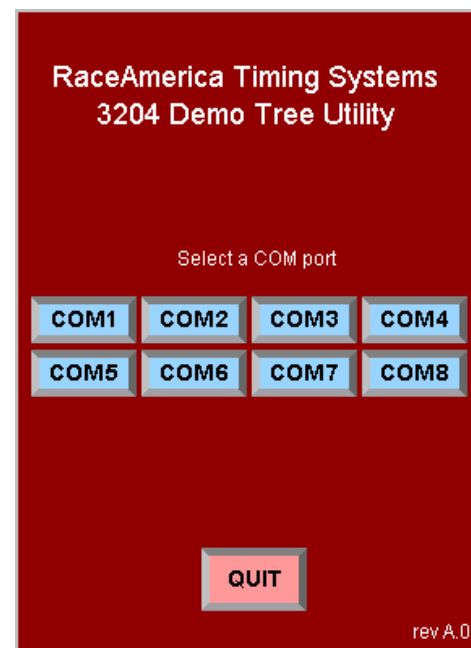 RaceAmerica Timing Systems
3204 Demo Tree Utility
Select a COM port
COM1 COM2 COM3 COM4
COM5 COM6 COM7 COM8
QUIT
rev A.0